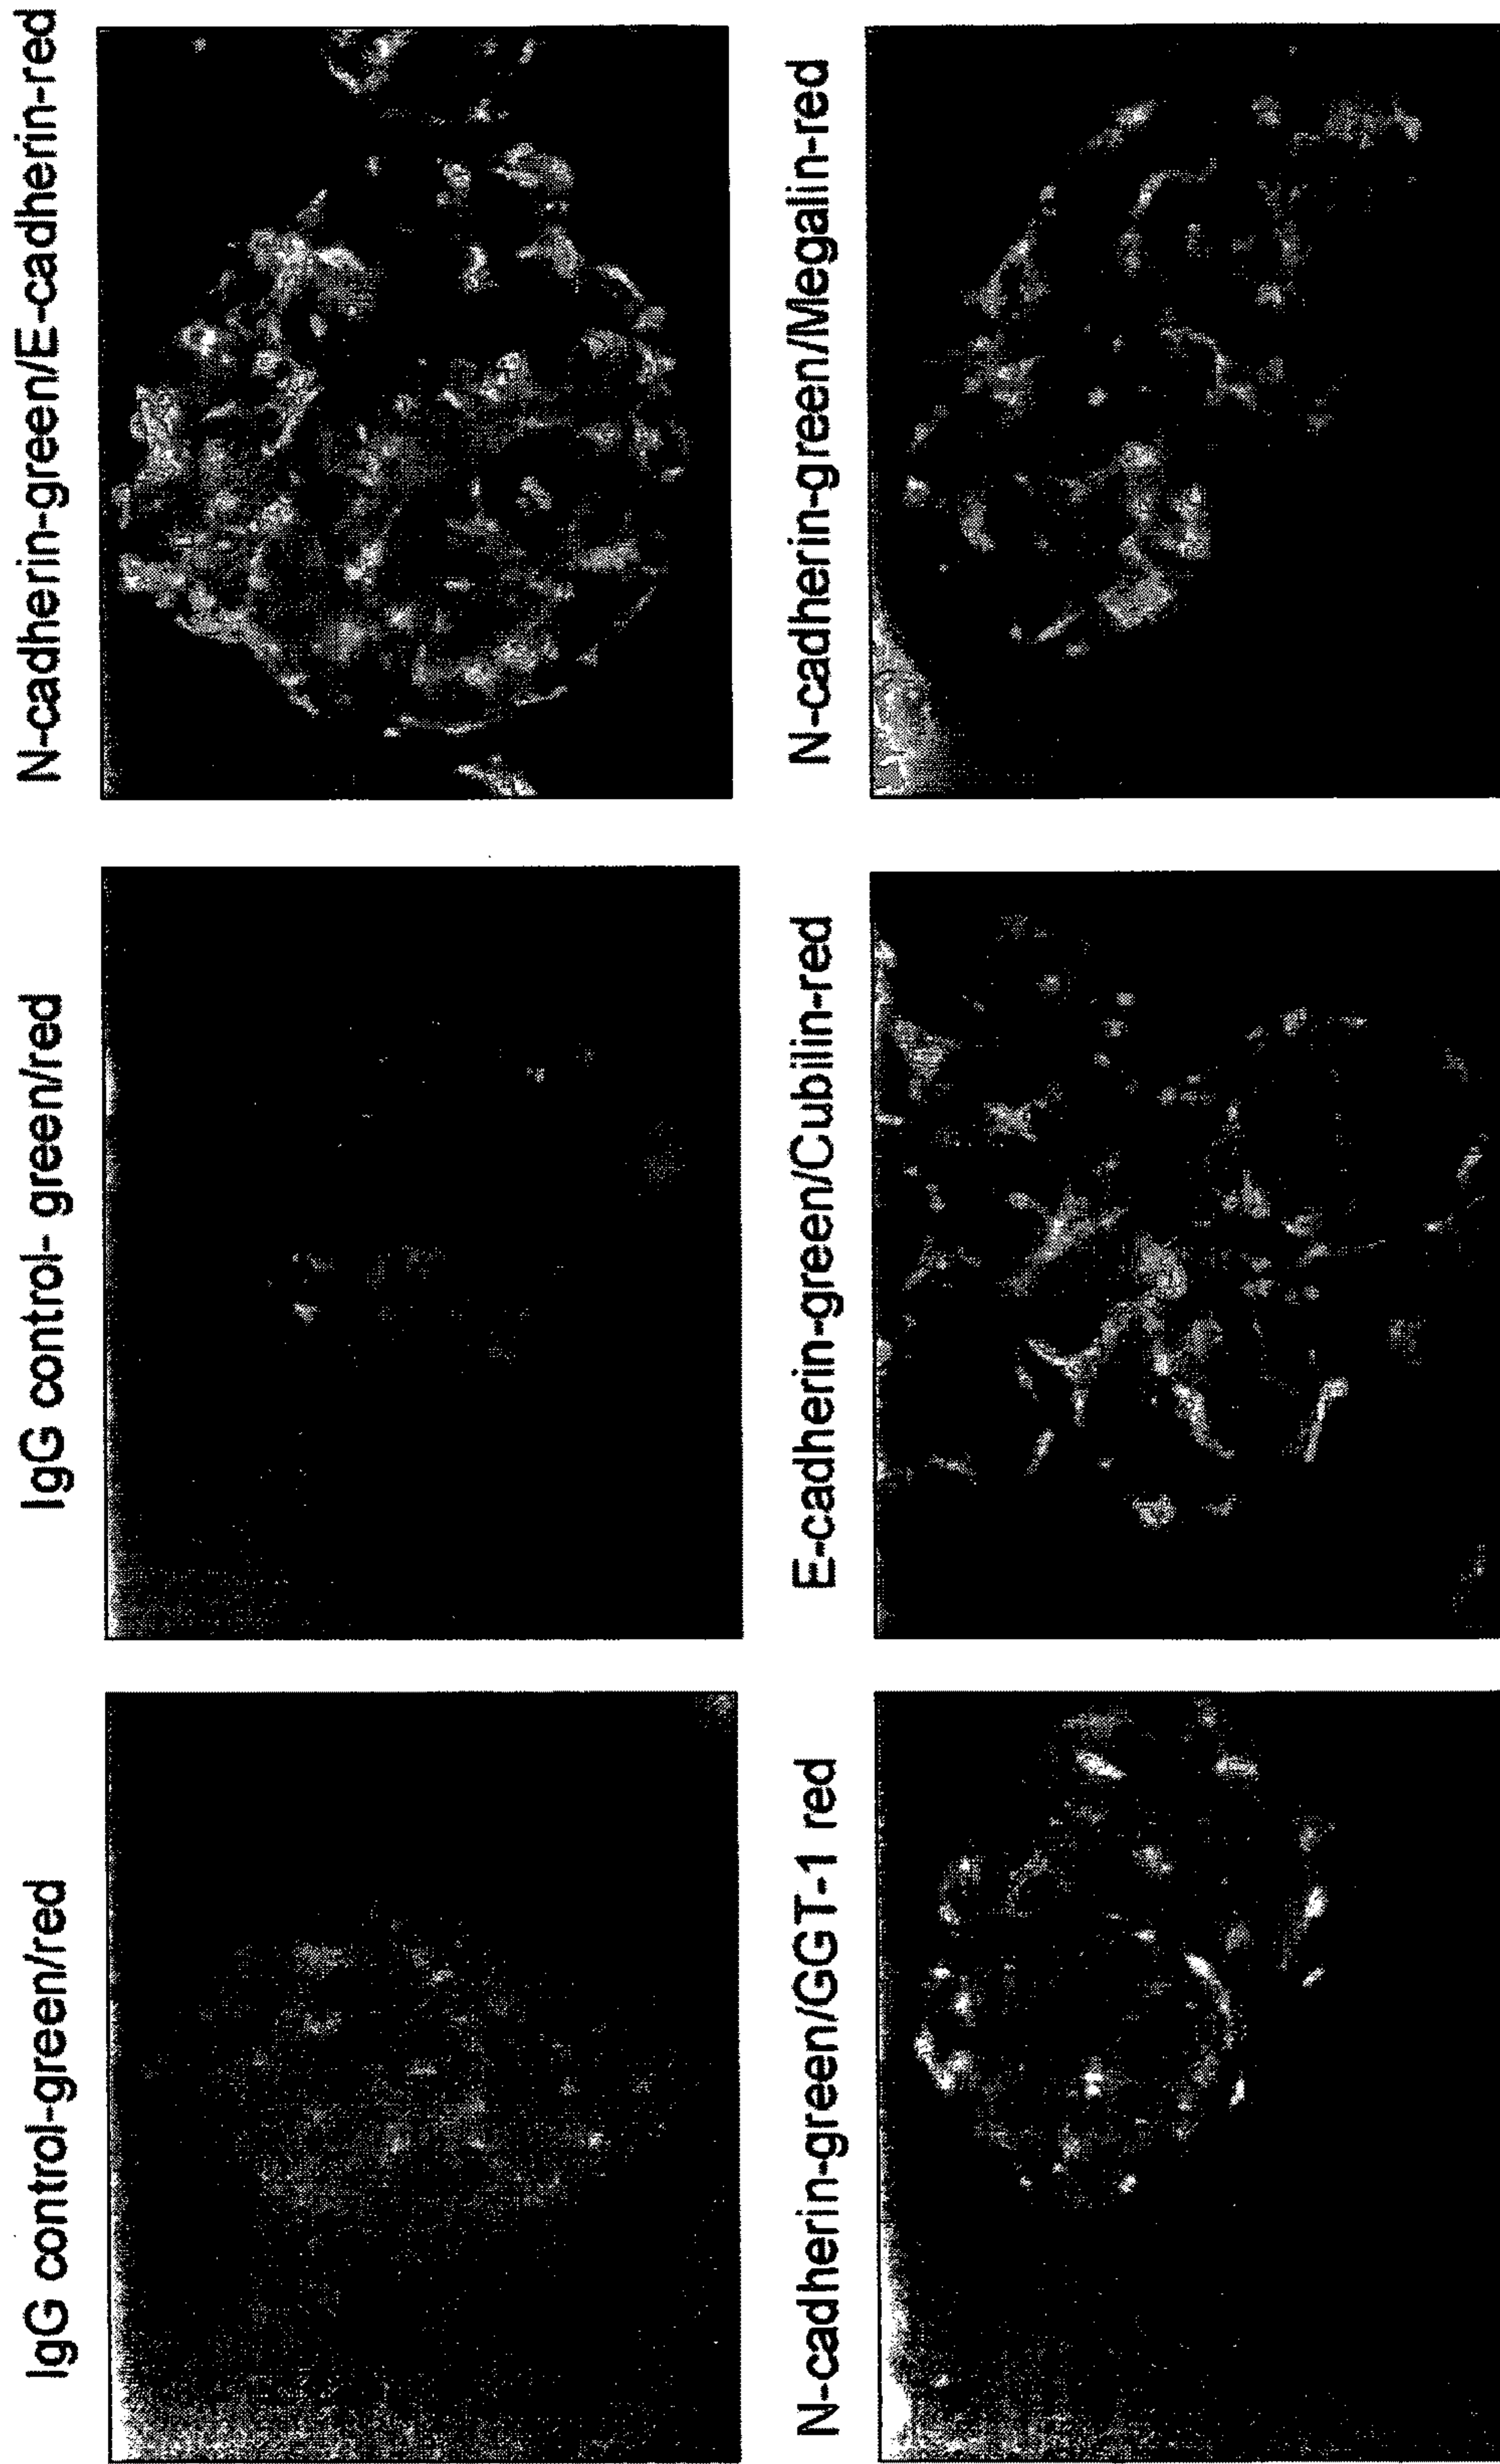 IgG control-green/red
IgG control- green/red
N-cadherin-green/E-cadherin-red
N-cadherin-green/GGT-1 red
E-cadherin-green/Cubilin-red
N-cadherin-green/Megalin-red